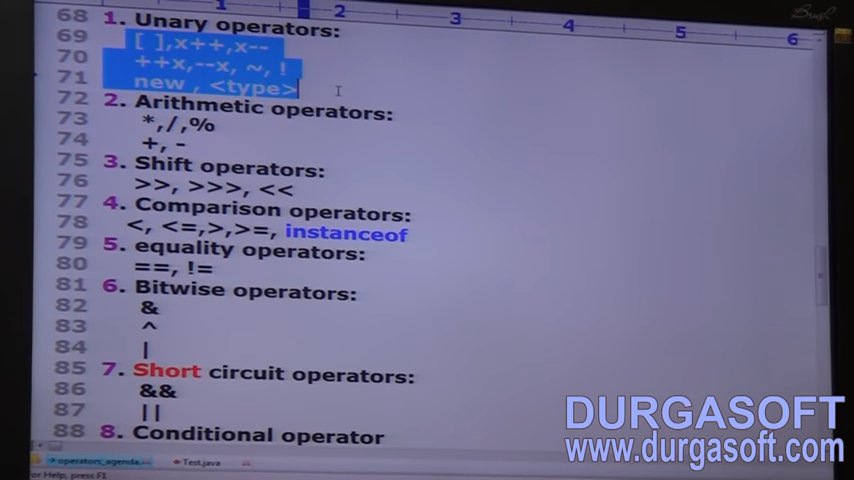 1 2 3 4 5 6
68 1. Unary operators:
69 [ ],x++,x--
70 ++x,--x, ~, !
71 new , <type>
72 2. Arithmetic operators:
73 *,/,%
74 +, -
75 3. Shift operators:
76 >>, >>>, <<
77 4. Comparison operators:
78 <, <=,>,>=, instanceof
79 5. equality operators:
80 ==, !=
81 6. Bitwise operators:
82 &
83 ^
84 |
85 7. Short circuit operators:
86 &&
87 ||
88 8. Conditional operator
operators_agenda... Test.java
for Help, press F1
DURGASOFT
www.durgasoft.com